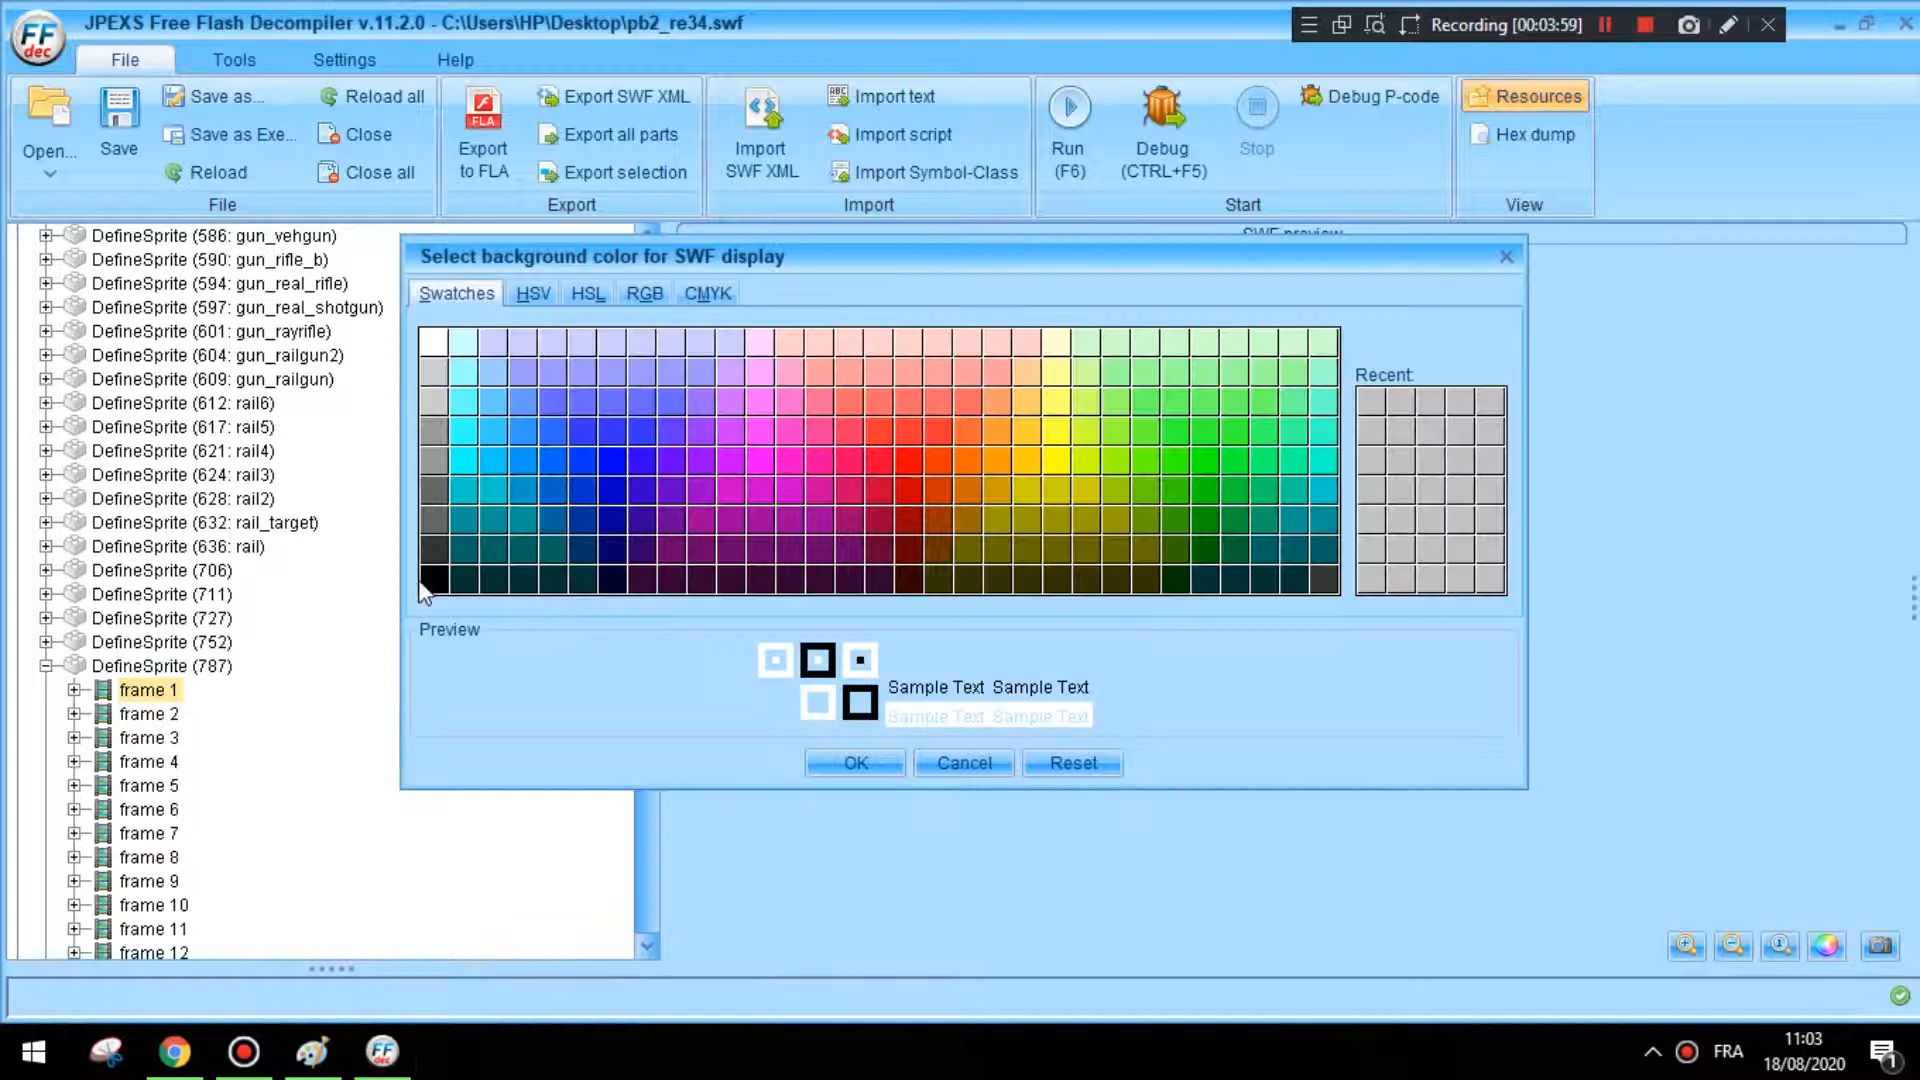 JPEXS Free Flash Decompiler v.11.2.0 - C:\Users\HP\Desktop\pb2_re34.swf
Recording [00:03:59]
FF dec
File Tools Settings Help
Open...
Save
Save as...
Save as Exe...
Reload
Reload all
Close
Close all
File
FLA
Export to FLA
Export SWF XML
Export all parts
Export selection
Export
Import SWF XML
ABC
Import text
Import script
Import Symbol-Class
Import
Run (F6)
Debug (CTRL+F5)
Stop
Debug P-code
Start
Resources
Hex dump
View
DefineSprite (586: gun_vehgun)
DefineSprite (590: gun_rifle_b)
DefineSprite (594: gun_real_rifle)
DefineSprite (597: gun_real_shotgun)
DefineSprite (601: gun_rayrifle)
DefineSprite (604: gun_railgun2)
DefineSprite (609: gun_railgun)
DefineSprite (612: rail6)
DefineSprite (617: rail5)
DefineSprite (621: rail4)
DefineSprite (624: rail3)
DefineSprite (628: rail2)
DefineSprite (632: rail_target)
DefineSprite (636: rail)
DefineSprite (706)
DefineSprite (711)
DefineSprite (727)
DefineSprite (752)
DefineSprite (787)
frame 1
frame 2
frame 3
frame 4
frame 5
frame 6
frame 7
frame 8
frame 9
frame 10
frame 11
frame 12
SWF preview
Select background color for SWF display
Swatches HSV HSL RGB CMYK
Recent:
Preview
Sample Text Sample Text
Sample Text Sample Text
OK Cancel Reset
FF dec
FRA
11:03
18/08/2020
1